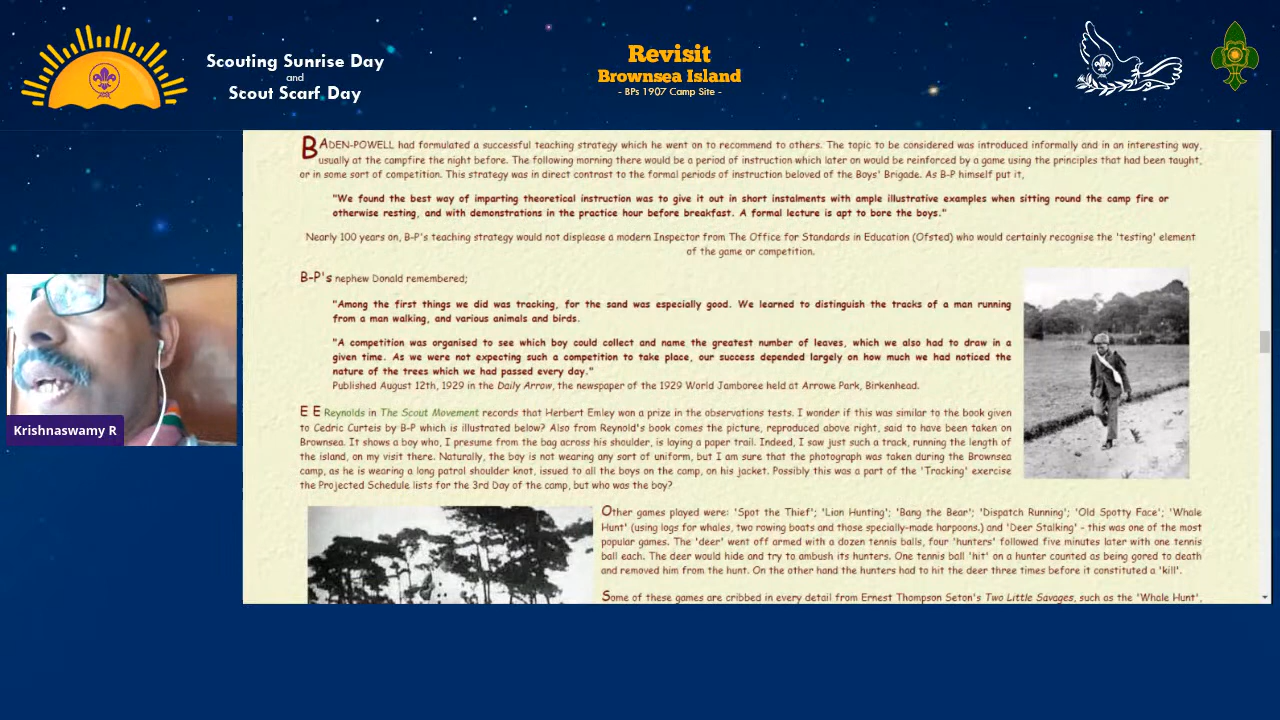 Scouting Sunrise Day
and
Scout Scarf Day
Revisit
Brownsea Island
- BPs 1907 Camp Site -
BADEN-POWELL had formulated a successful teaching strategy which he went on to recommend to others. The topic to be considered was introduced informally and in an interesting way,
usually at the campfire the night before. The following morning there would be a period of instruction which later on would be reinforced by a game using the principles that had been taught,
or in some sort of competition. This strategy was in direct contrast to the formal periods of instruction beloved of the Boys' Brigade. As B-P himself put it,
"We found the best way of imparting theoretical instruction was to give it out in short instalments with ample illustrative examples when sitting round the camp fire or
otherwise resting, and with demonstrations in the practice hour before breakfast. A formal lecture is apt to bore the boys."
Nearly 100 years on, B-P's teaching strategy would not displease a modern Inspector from The Office for Standards in Education (Ofsted) who would certainly recognise the 'testing' element
of the game or competition.
B-P's nephew Donald remembered;
"Among the first things we did was tracking, for the sand was especially good. We learned to distinguish the tracks of a man running
from a man walking, and various animals and birds.
"A competition was organised to see which boy could collect and name the greatest number of leaves, which we also had to draw in a
given time. As we were not expecting such a competition to take place, our success depended largely on how much we had noticed the
nature of the trees which we had passed every day."
Published August 12th, 1929 in the Daily Arrow, the newspaper of the 1929 World Jamboree held at Arrowe Park, Birkenhead.
E E Reynolds in The Scout Movement records that Herbert Emley won a prize in the observations tests. I wonder if this was similar to the book given
to Cedric Curteis by B-P which is illustrated below? Also from Reynold's book comes the picture, reproduced above right, said to have been taken on
Brownsea. It shows a boy who, I presume from the bag across his shoulder, is laying a paper trail. Indeed, I saw just such a track, running the length of
the island, on my visit there. Naturally, the boy is not wearing any sort of uniform, but I am sure that the photograph was taken during the Brownsea
camp, as he is wearing a long patrol shoulder knot, issued to all the boys on the camp, on his jacket. Possibly this was a part of the 'Tracking' exercise
the Projected Schedule lists for the 3rd Day of the camp, but who was the boy?
Other games played were: 'Spot the Thief'; 'Lion Hunting'; 'Bang the Bear'; 'Dispatch Running'; 'Old Spotty Face'; 'Whale
Hunt' (using logs for whales, two rowing boats and those specially-made harpoons.) and 'Deer Stalking' - this was one of the most
popular games. The 'deer' went off armed with a dozen tennis balls, four 'hunters' followed five minutes later with one tennis
ball each. The deer would hide and try to ambush its hunters. One tennis ball 'hit' on a hunter counted as being gored to death
and removed him from the hunt. On the other hand the hunters had to hit the deer three times before it constituted a 'kill'.
Some of these games are cribbed in every detail from Ernest Thompson Seton's Two Little Savages, such as the 'Whale Hunt',
Krishnaswamy R